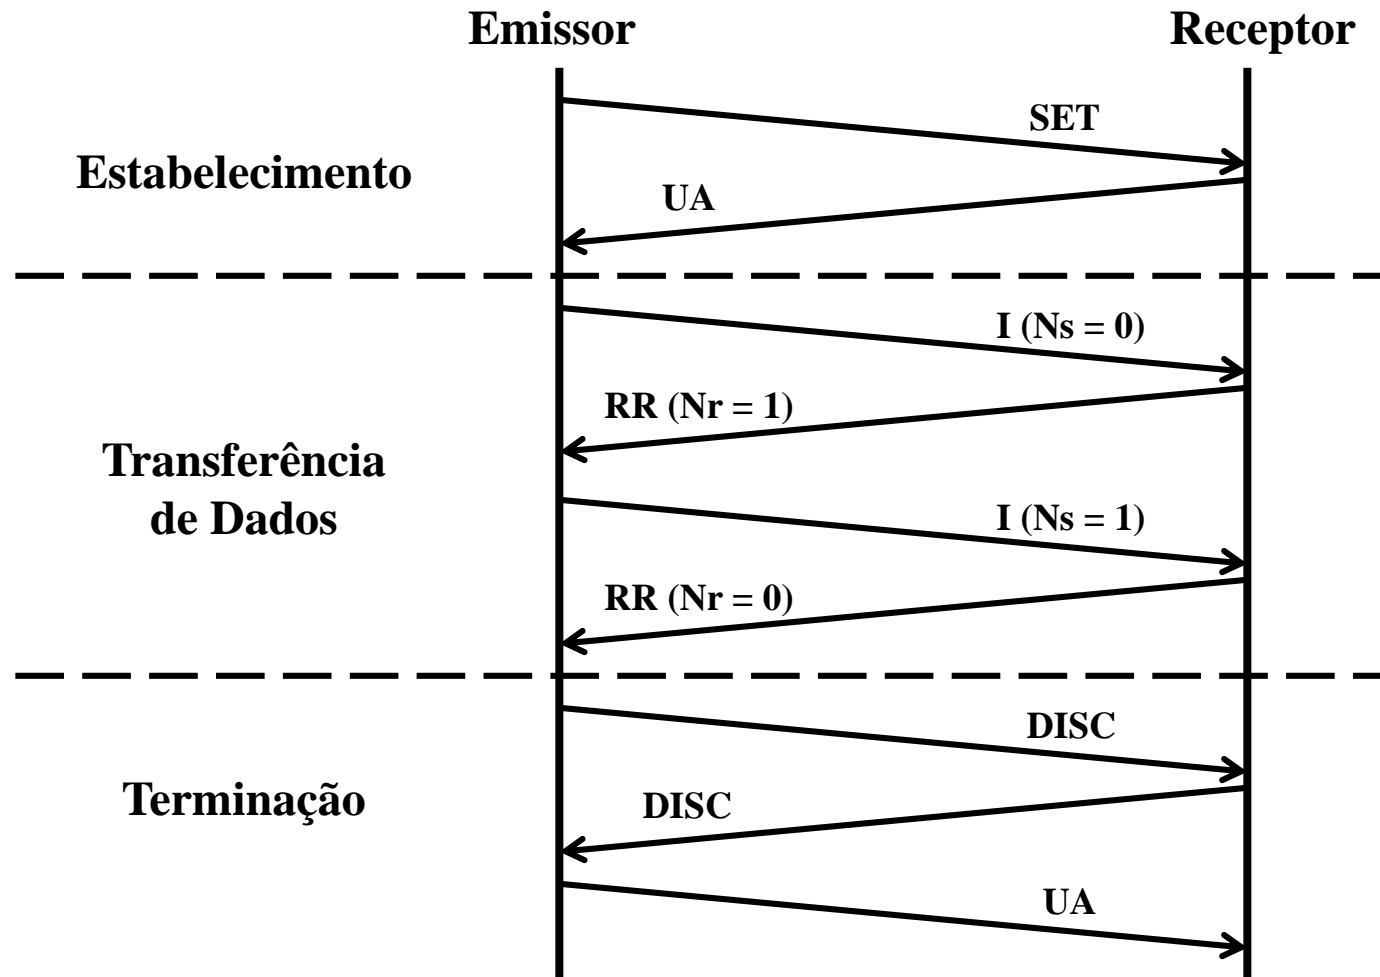 Emissor
Receptor
SET
Estabelecimento
UA
I (Ns = 0)
RR (Nr = 1)
Transferência
de Dados
I (Ns = 1)
RR (Nr = 0)
DISC
Terminação
DISC
UA